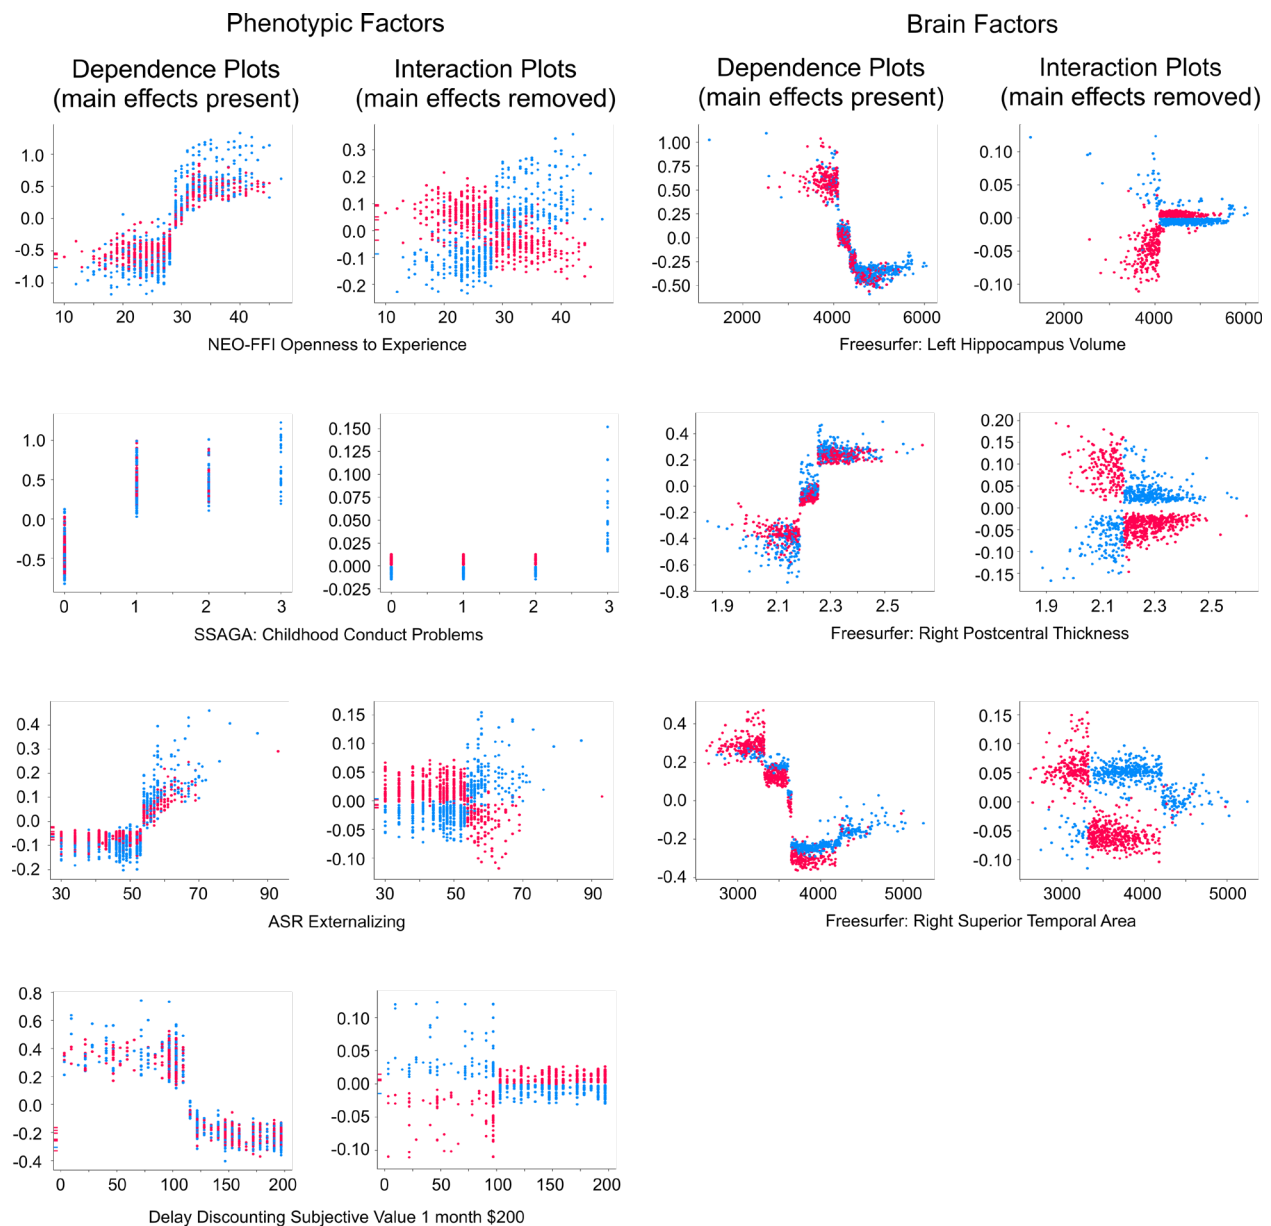 Phenotypic Factors
Brain Factors
Dependence Plots
(main effects present)
Interaction Plots
(main effects removed)
Dependence Plots
(main effects present)
Interaction Plots
(main effects removed)
1.0
0.5
0.0
-0.5
-1.0
10 20 30 40
0.3
0.2
0.1
0.0
-0.1
-0.2
10 20 30 40
NEO-FFI Openness to Experience
1.00
0.75
0.50
0.25
0.0
-0.25
-0.50
2000 4000 6000
0.10
0.05
0.00
-0.05
-0.10
2000 4000 6000
Freesurfer: Left Hippocampus Volume
1.0
0.5
0.0
-0.5
0 1 2 3
0.150
0.125
0.100
0.075
0.050
0.025
0.000
-0.025
0 1 2 3
SSAGA: Childhood Conduct Problems
0.4
0.2
0.0
-0.2
-0.4
-0.6
-0.8
1.9 2.1 2.3 2.5
0.20
0.15
0.10
0.05
0.00
-0.05
-0.10
-0.15
1.9 2.1 2.3 2.5
Freesurfer: Right Postcentral Thickness
0.4
0.3
0.2
0.1
0.0
-0.1
-0.2
30 50 70 90
0.15
0.10
0.05
0.00
-0.05
-0.10
30 50 70 90
ASR Externalizing
0.4
0.2
0.0
-0.2
-0.4
3000 4000 5000
0.15
0.10
0.05
0.00
-0.05
-0.10
3000 4000 5000
Freesurfer: Right Superior Temporal Area
0.8
0.6
0.4
0.2
0.0
-0.2
-0.4
0 50 100 150 200
0.10
0.05
0.00
-0.05
-0.10
0 50 100 150 200
Delay Discounting Subjective Value 1 month $200